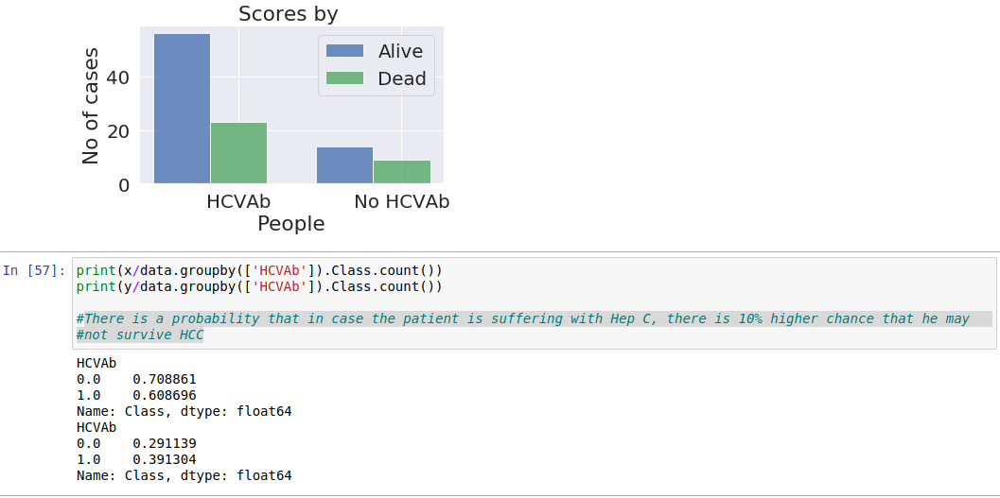 Scores by
Alive
Dead
No of cases
40
20
0
HCVAb No HCVAb
People
In [57]:
print(x/data.groupby(['HCVAb']).Class.count())
print(y/data.groupby(['HCVAb']).Class.count())
#There is a probability that in case the patient is suffering with Hep C, there is 10% higher chance that he may
#not survive HCC
HCVAb
0.0    0.708861
1.0    0.608696
Name: Class, dtype: float64
HCVAb
0.0    0.291139
1.0    0.391304
Name: Class, dtype: float64